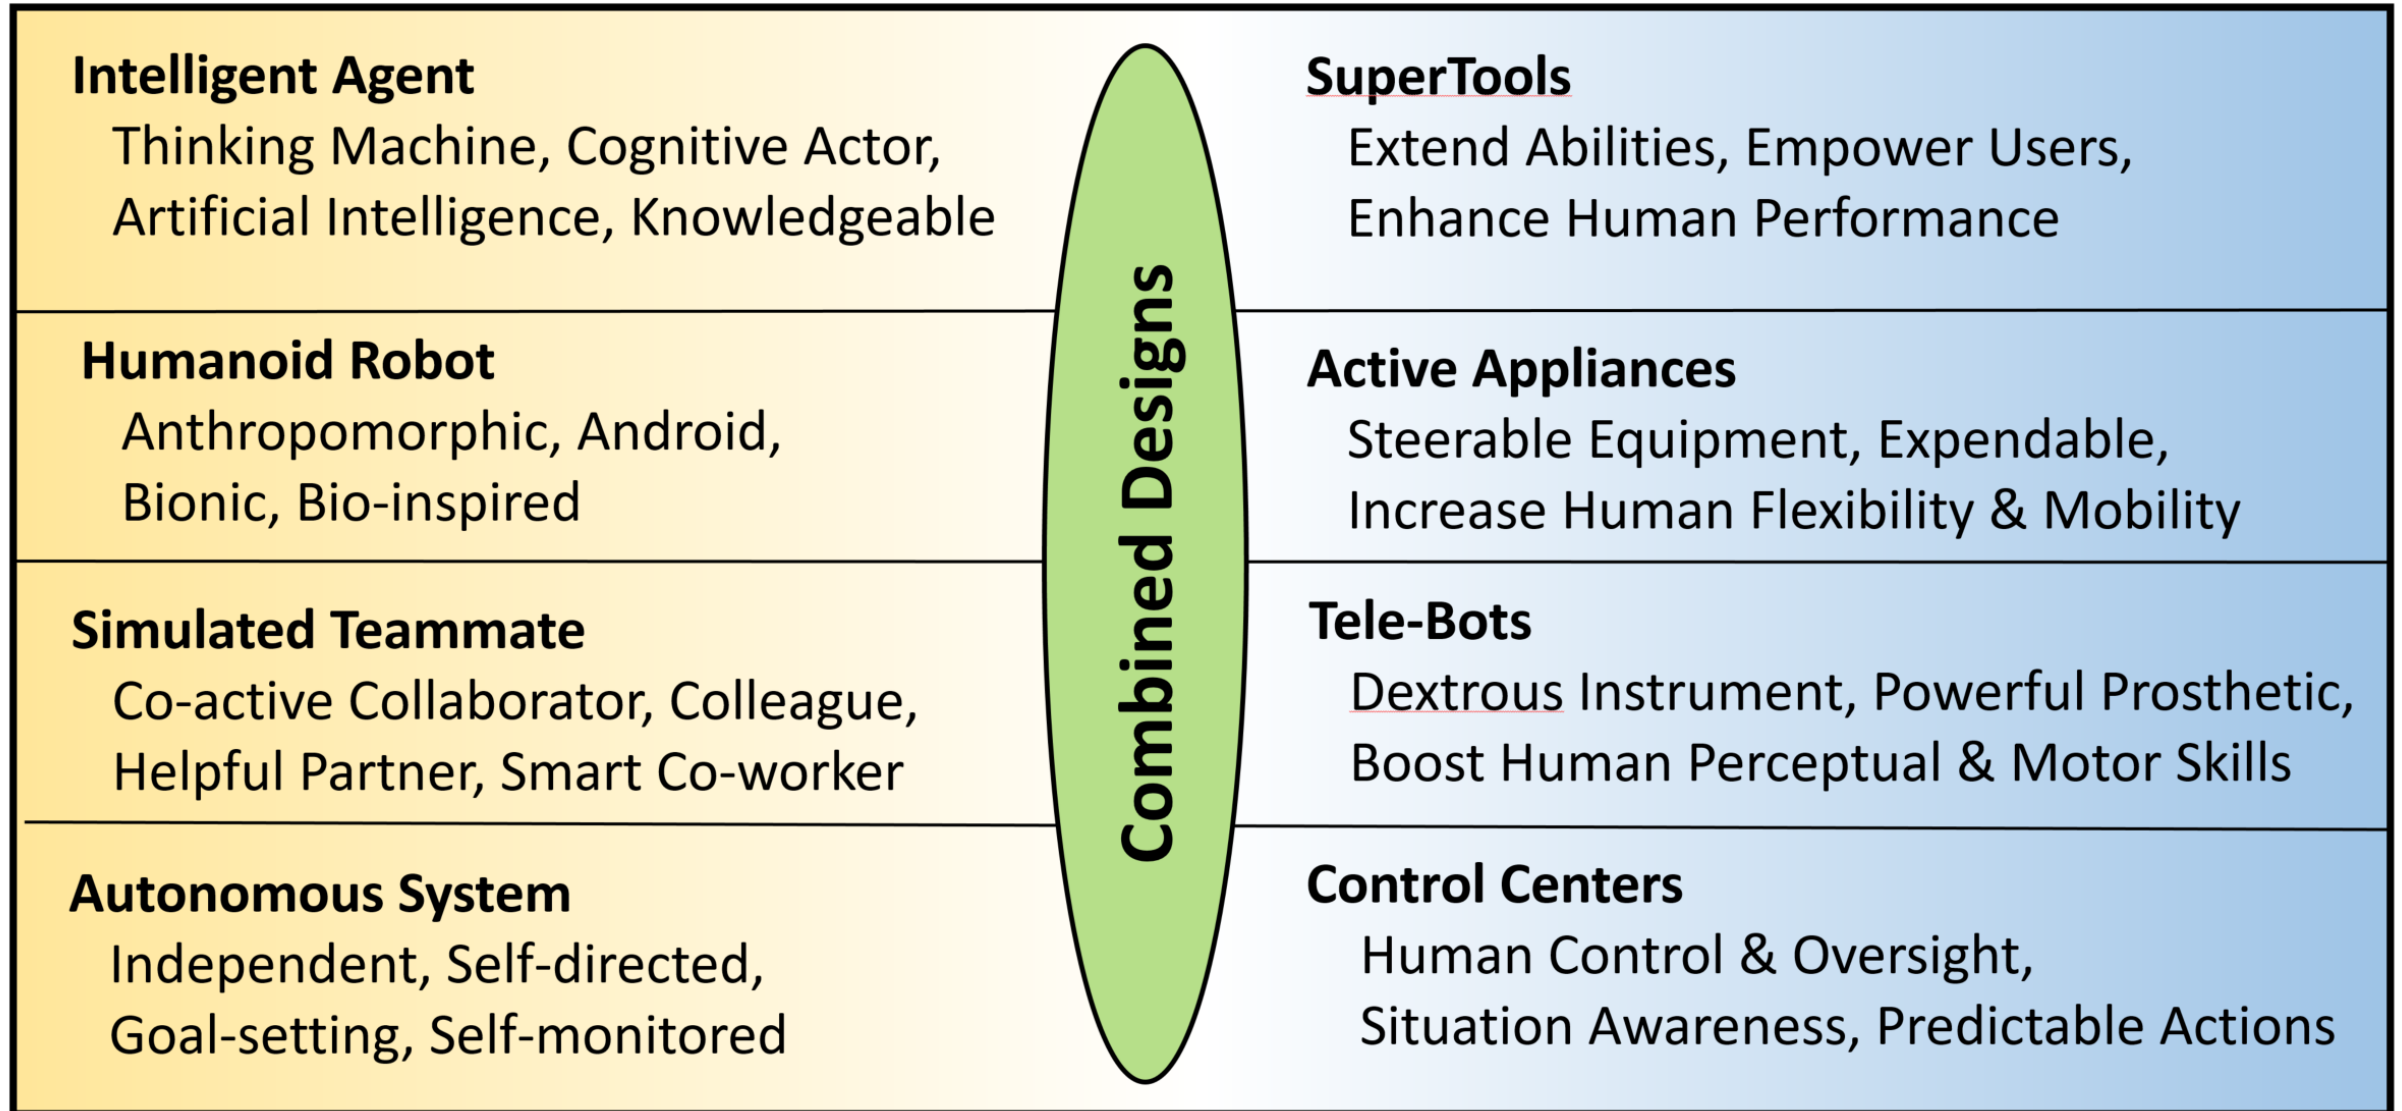 Intelligent Agent
Thinking Machine, Cognitive Actor,
Artificial Intelligence, Knowledgeable
Humanoid Robot
Anthropomorphic, Android,
Bionic, Bio-inspired
Simulated Teammate
Co-active Collaborator, Colleague,
Helpful Partner, Smart Co-worker
Autonomous System
Independent, Self-directed,
Goal-setting, Self-monitored
Combined Designs
SuperTools
Extend Abilities, Empower Users,
Enhance Human Performance
Active Appliances
Steerable Equipment, Expendable,
Increase Human Flexibility & Mobility
Tele-Bots
Dextrous Instrument, Powerful Prosthetic,
Boost Human Perceptual & Motor Skills
Control Centers
Human Control & Oversight,
Situation Awareness, Predictable Actions